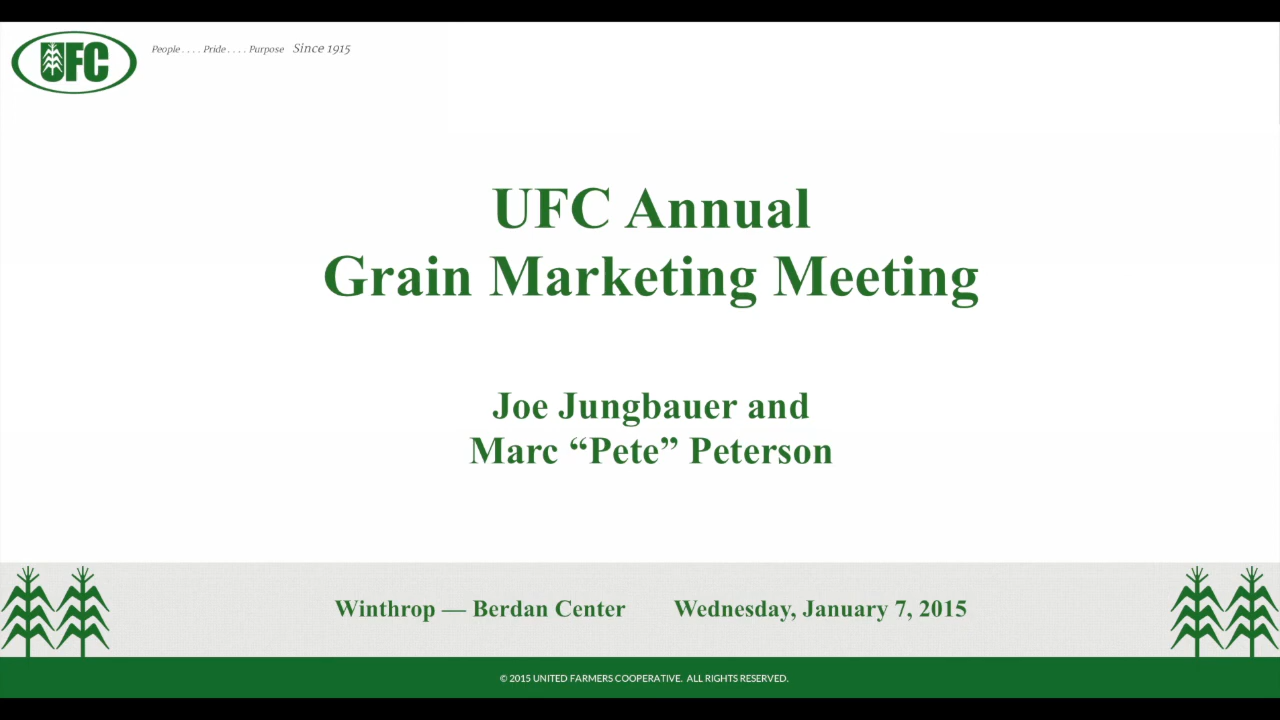 UFC
People . . . . Pride . . . . Purpose Since 1915
UFC Annual
Grain Marketing Meeting
Joe Jungbauer and
Marc “Pete” Peterson
Winthrop — Berdan Center Wednesday, January 7, 2015
© 2015 UNITED FARMERS COOPERATIVE. ALL RIGHTS RESERVED.